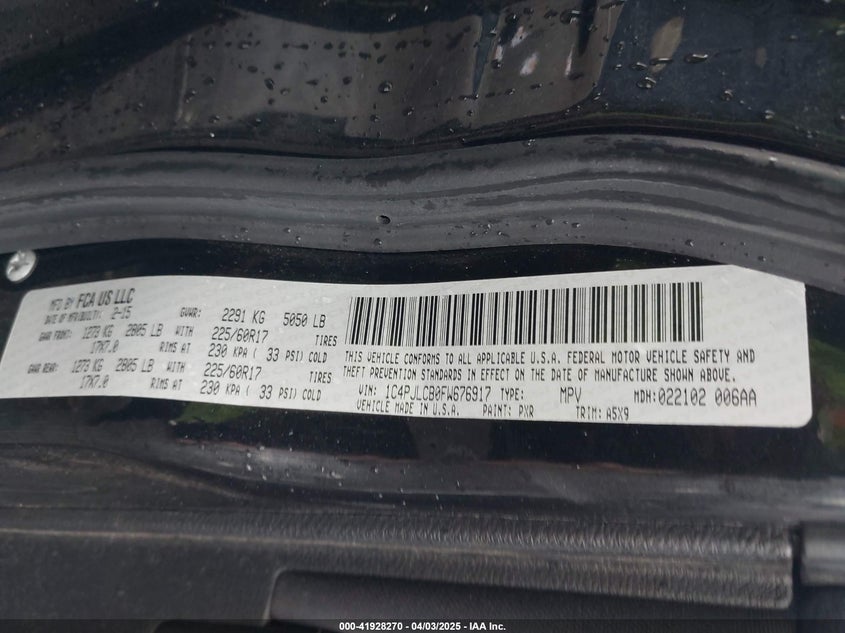 MFD BY FCA US LLC
DATE OF MFR/BUILT: 2-15 GVWR: 2291 KG 5050 LB
GAWR FRONT: 1273 KG 2805 LB WITH 225/60R17 TIRES
17X7.0 RIMS AT 230 KPA ( 33 PSI) COLD
GAWR REAR: 1273 KG 2805 LB WITH 225/60R17 TIRES
17X7.0 RIMS AT 230 KPA ( 33 PSI) COLD
THIS VEHICLE CONFORMS TO ALL APPLICABLE U.S.A. FEDERAL MOTOR VEHICLE SAFETY AND
THEFT PREVENTION STANDARDS IN EFFECT ON THE DATE OF MANUFACTURE SHOWN ABOVE.
VIN: 1C4PJLCB0FW676917 TYPE: MPV MDH:022102 006AA
VEHICLE MADE IN U.S.A. PAINT: PXR TRIM: A5X9
000-41928270 - 04/03/2025 - IAA Inc.